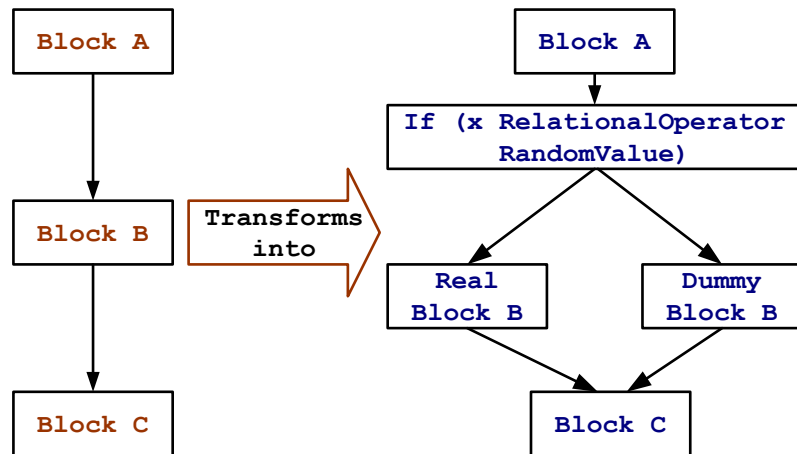 Block A
Block B
Block C
Transforms
into
Block A
If (x RelationalOperator
RandomValue)
Real
Block B
Dummy
Block B
Block C